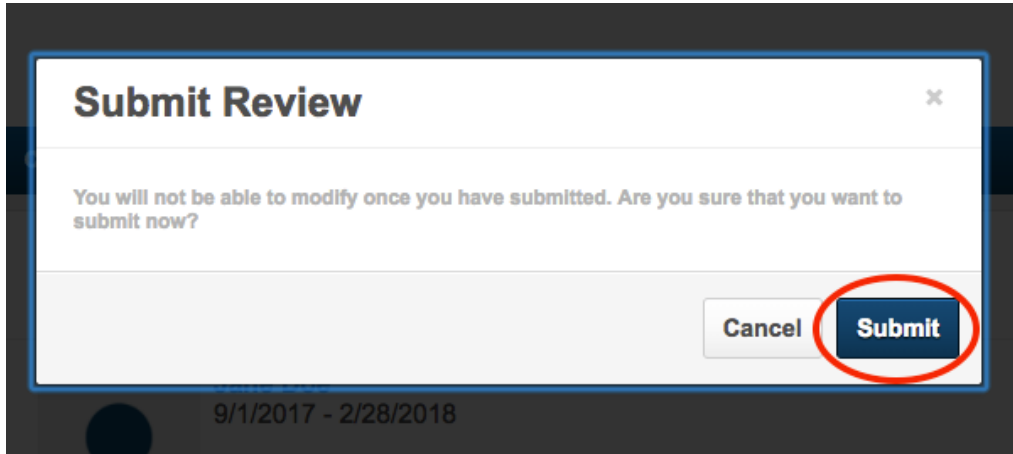 Submit Review
×
You will not be able to modify once you have submitted. Are you sure that you want to
submit now?
Cancel Submit
9/1/2017 - 2/28/2018